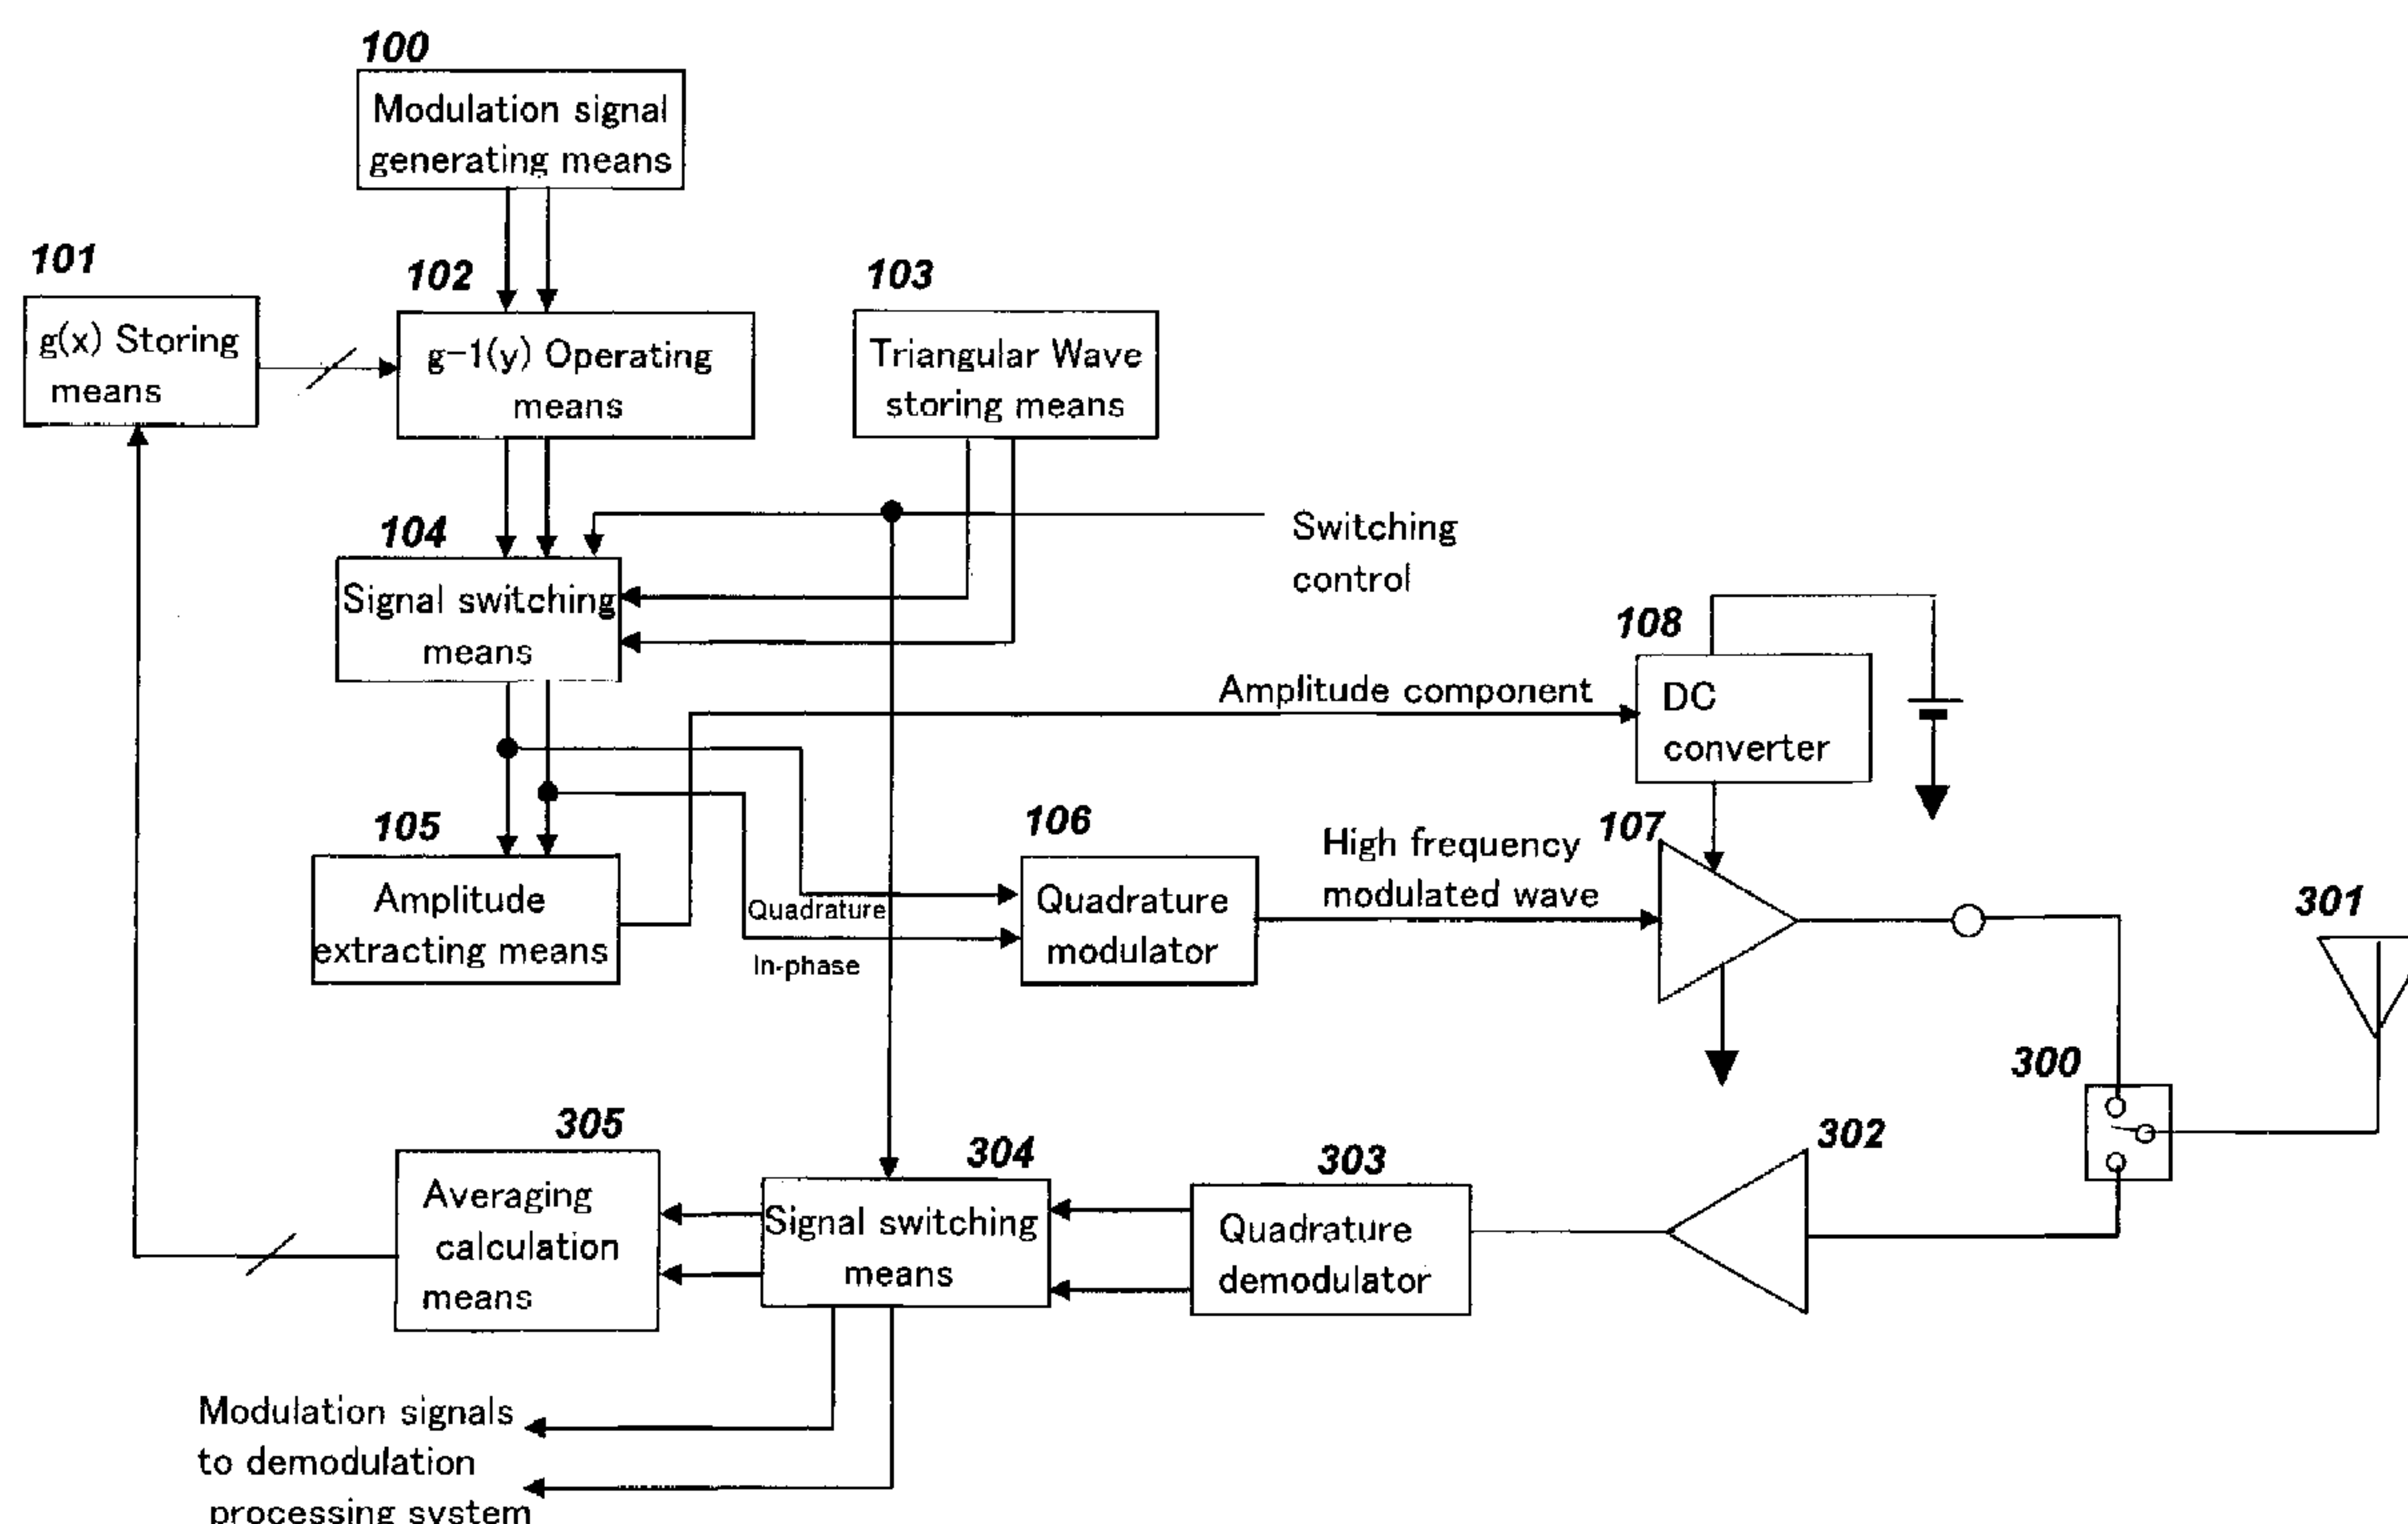 100
Modulation signal
generating means
101
g(x) Storing
means
102
g-1(y) Operating
means
103
Triangular Wave
storing means
Switching
control
104
Signal switching
means
108
DC
converter
Amplitude component
105
Amplitude
extracting means
Quadrature
In-phase
106
Quadrature
modulator
High frequency
modulated wave
107
301
300
302
303
Quadrature
demodulator
304
Signal switching
means
305
Averaging
calculation
means
Modulation signals
to demodulation
processing system